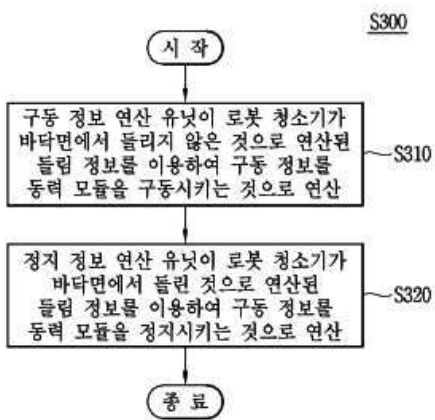 S300
시작
구동 정보 연산 유닛이 로봇 청소기가
바닥면에서 들리지 않은 것으로 연산된
들림 정보를 이용하여 구동 정보를
동력 모듈을 구동시키는 것으로 연산
S310
정지 정보 연산 유닛이 로봇 청소기가
바닥면에서 들린 것으로 연산된
들림 정보를 이용하여 구동 정보를
동력 모듈을 정지시키는 것으로 연산
S320
종료